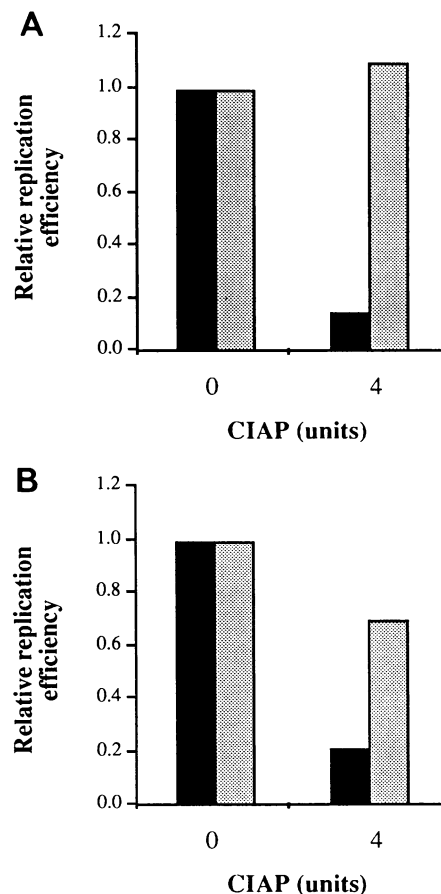 A
1.2
1.0
0.8
0.6
0.4
0.2
0.0
Relative replication
efficiency
0 4
CIAP (units)
B
1.2
1.0
0.8
0.6
0.4
0.2
0.0
Relative replication
efficiency
0 4
CIAP (units)